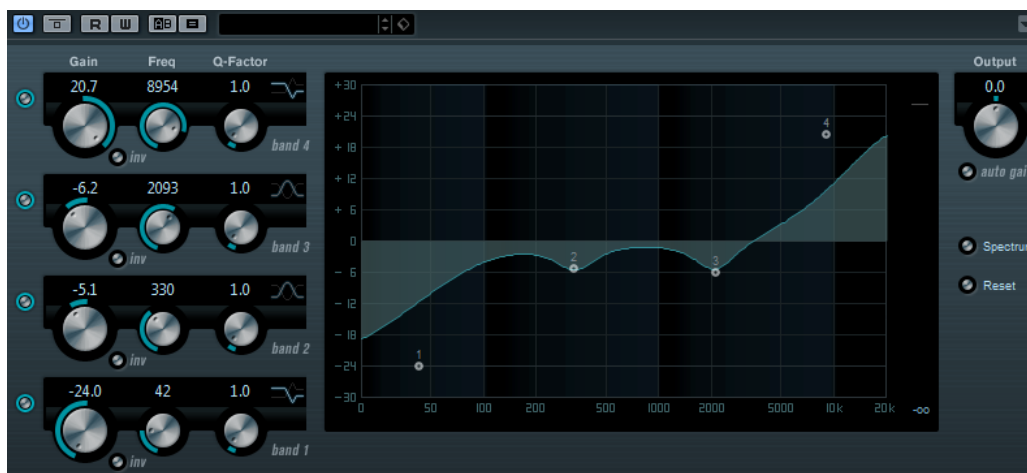 R W AB
Gain Freq Q-Factor
20.7 8954 1.0
inv band 4
-6.2 2093 1.0
inv band 3
-5.1 330 1.0
inv band 2
-24.0 42 1.0
inv band 1
+30
+24
+ 18
+ 12
+ 6
0
- 6
- 12
- 18
- 24
- 30
1
2
3
4
0 50 100 200 500 1000 2000 5000 10k 20k -oo
Output
0.0
auto gai
Spectru
Reset